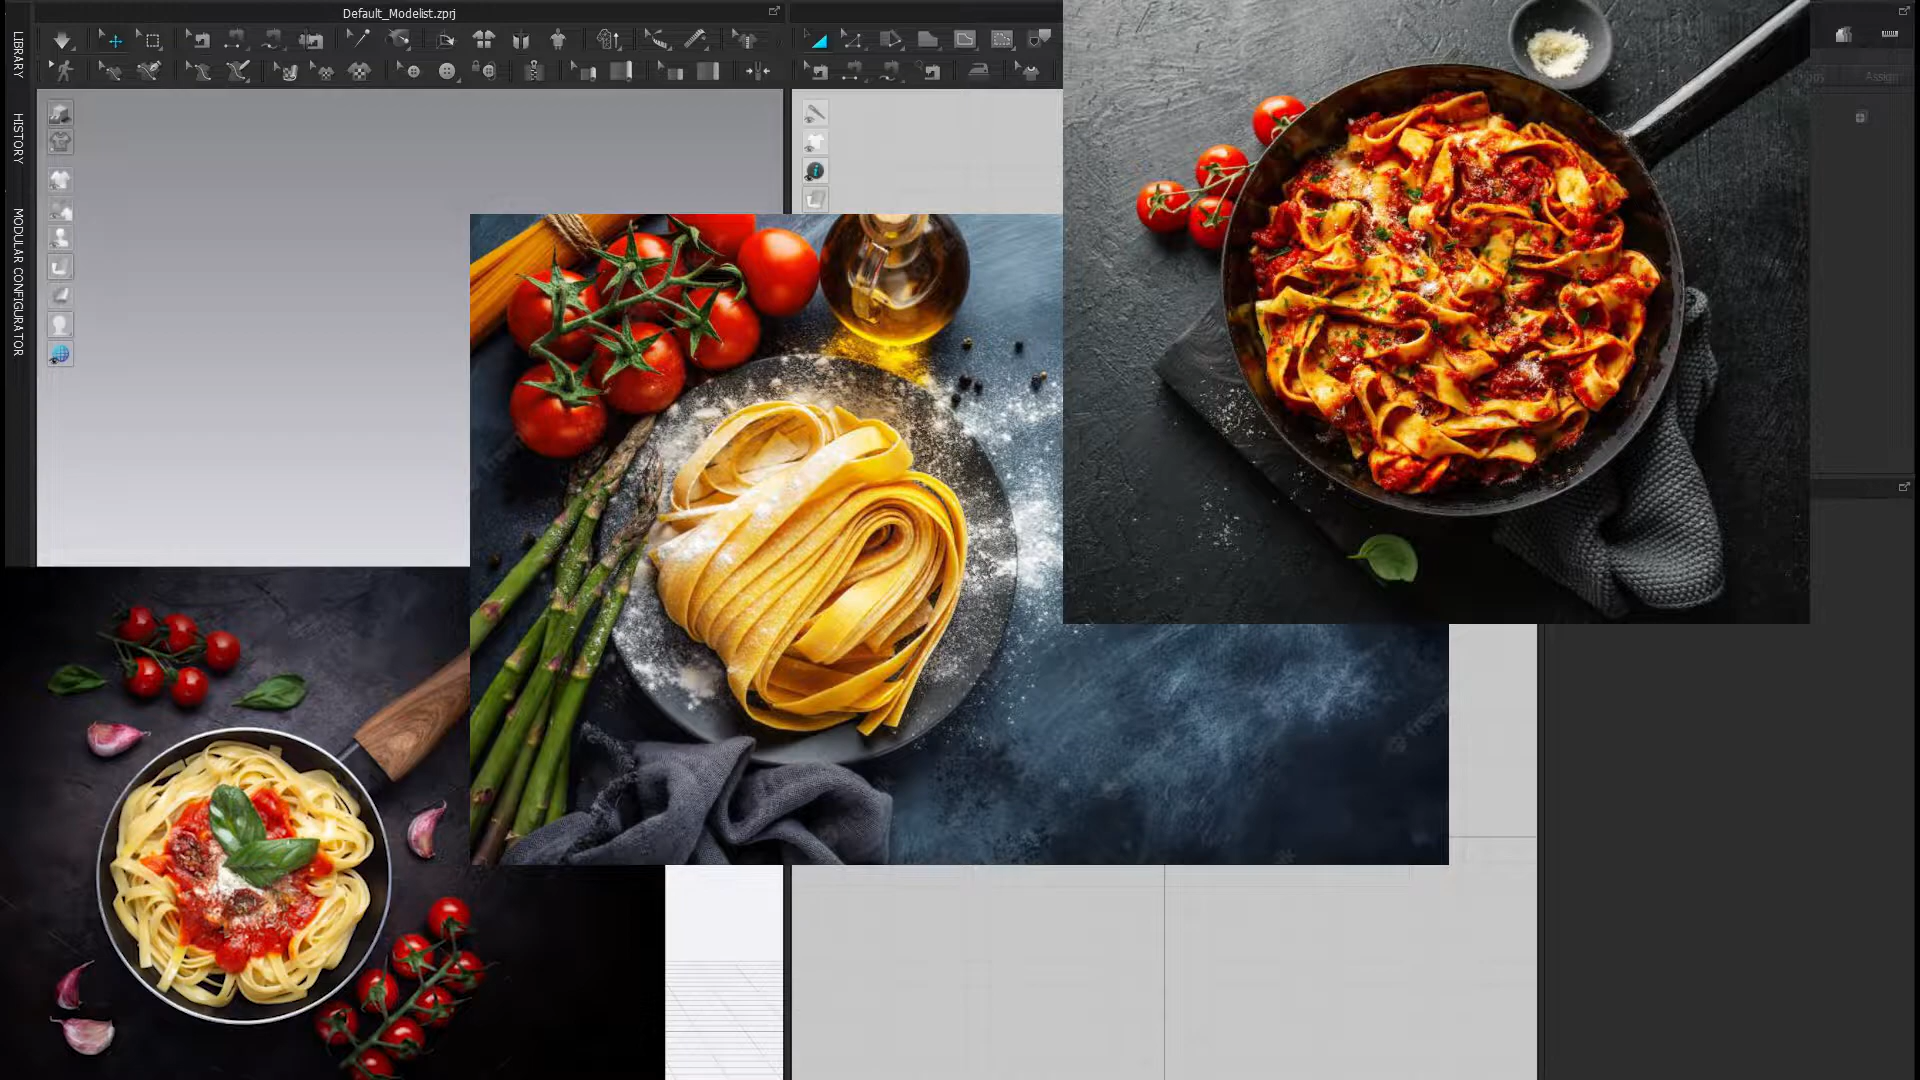 Default_Modelist.zprj
LIBRARY
HISTORY
MODULAR CONFIGURATOR
Assign